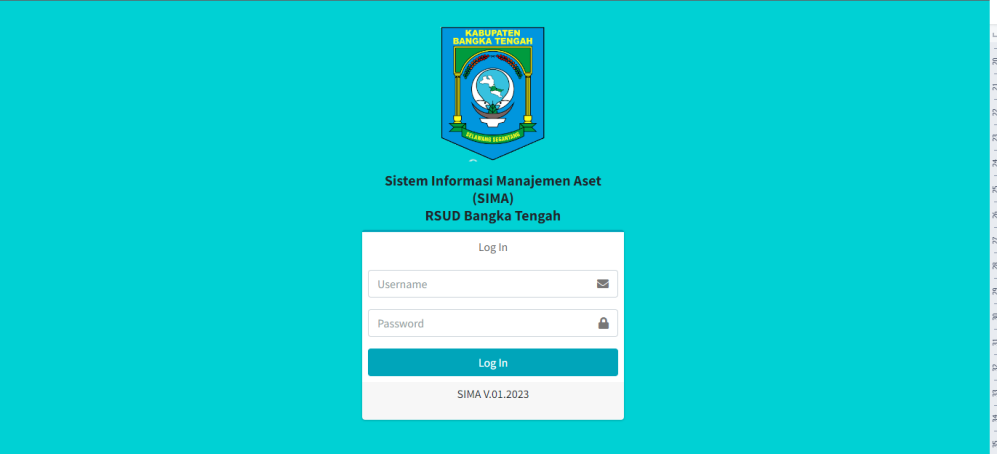 KABUPATEN
BANGKA TENGAH
SELAWANG SEGANTANG
Sistem Informasi Manajemen Aset
(SIMA)
RSUD Bangka Tengah
Log In
Username
Password
Log In
SIMA V.01.2023